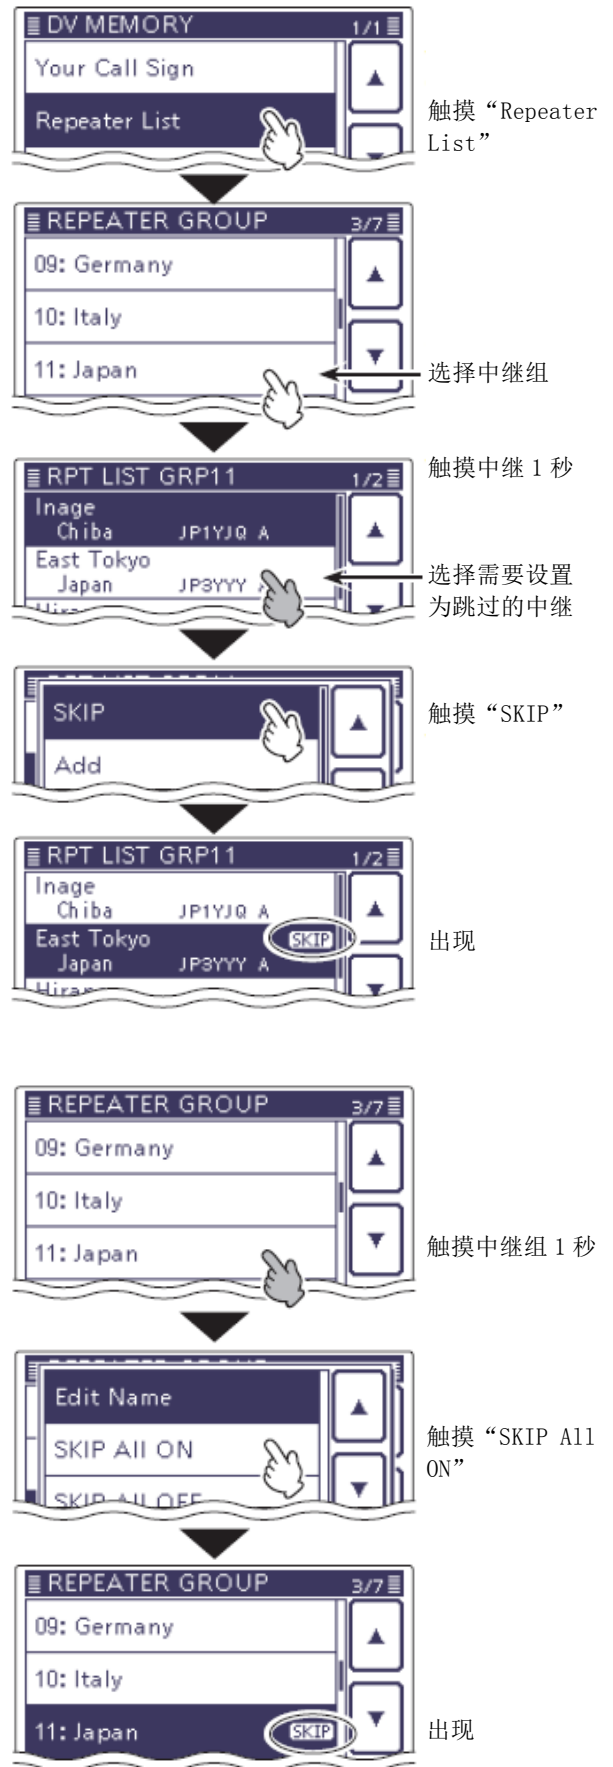 DV MEMORY 1/1
Your Call Sign
Repeater List
触摸“Repeater
List”
REPEATER GROUP 3/7
09: Germany
10: Italy
11: Japan
选择中继组
触摸中继 1 秒
RPT LIST GRP11 1/2
Inage
Chiba JP1YJQ A
East Tokyo
Japan JP3YYY
选择需要设置
为跳过的中继
SKIP
Add
触摸“SKIP”
RPT LIST GRP11 1/2
Inage
Chiba JP1YJQ A
East Tokyo SKIP
Japan JP3YYY A
出现
REPEATER GROUP 3/7
09: Germany
10: Italy
11: Japan
触摸中继组 1 秒
Edit Name
SKIP All ON
SKIP All OFF
触摸“SKIP All
ON”
REPEATER GROUP 3/7
09: Germany
10: Italy
11: Japan SKIP
出现